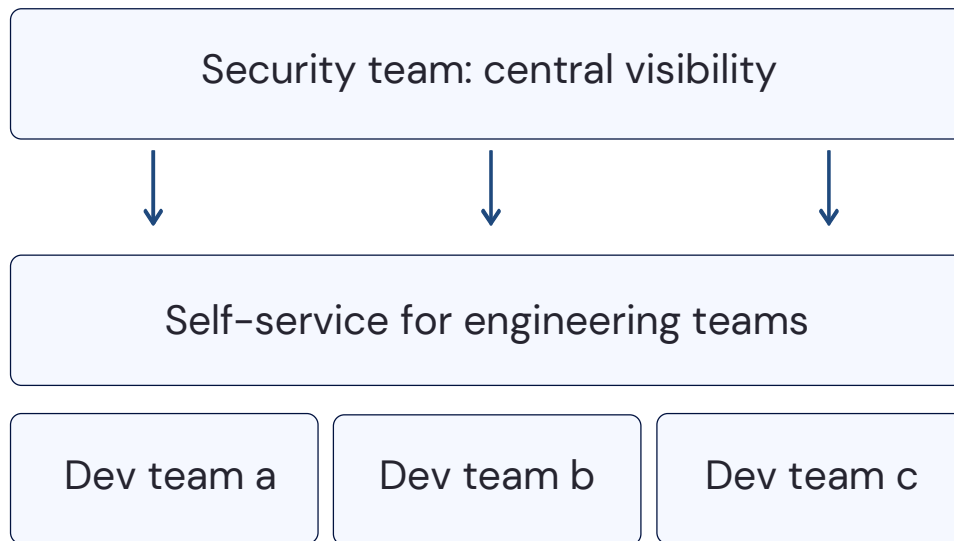 Security team: central visibility
Self-service for engineering teams
Dev team a
Dev team b
Dev team c